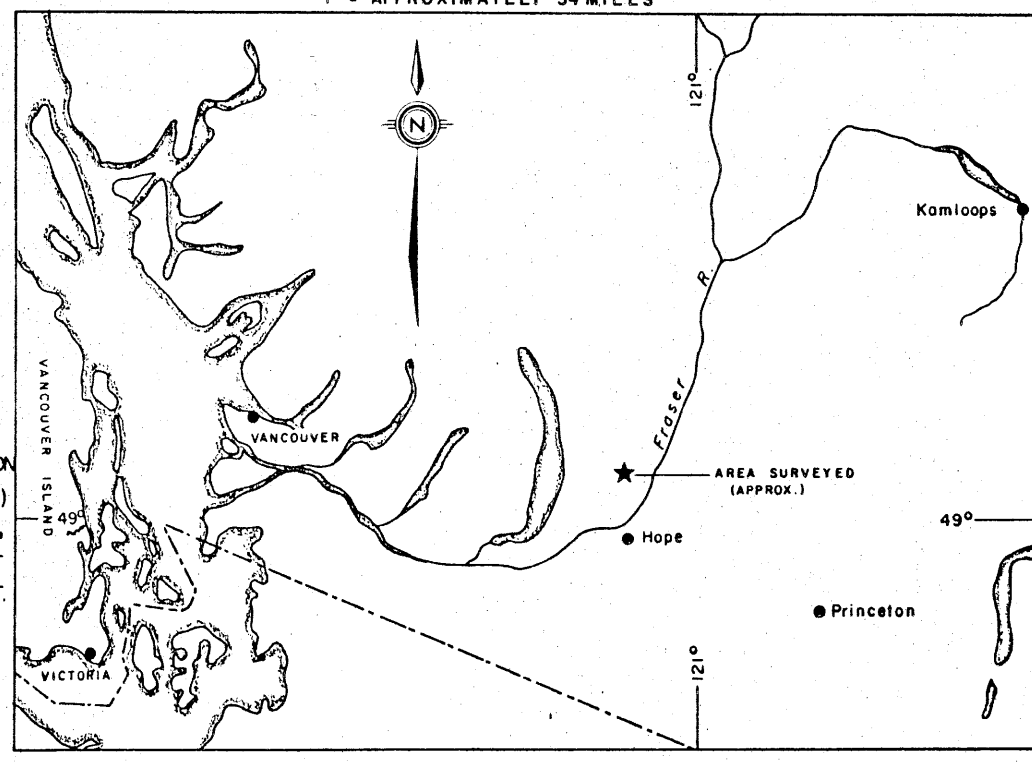 1" = APPROXIMATELY 34 MILES
121°
N
Kamloops
Fraser R.
VANCOUVER ISLAND
VANCOUVER
ON
)
AREA SURVEYED
(APPROX.)
49°
49°
Hope
Princeton
VICTORIA
121°